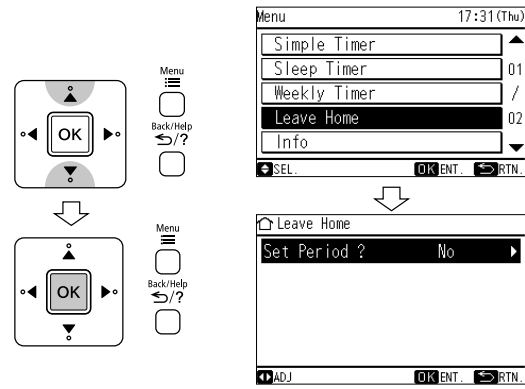 Menu
Back/Help
/?
OK
Menu
Back/Help
/?
OK
Menu 17:31(Thu)
Simple Timer
Sleep Timer 01
Weekly Timer /
Leave Home 02
Info
SEL. OK ENT. RTN.
Leave Home
Set Period ? No
ADJ OK ENT. RTN.